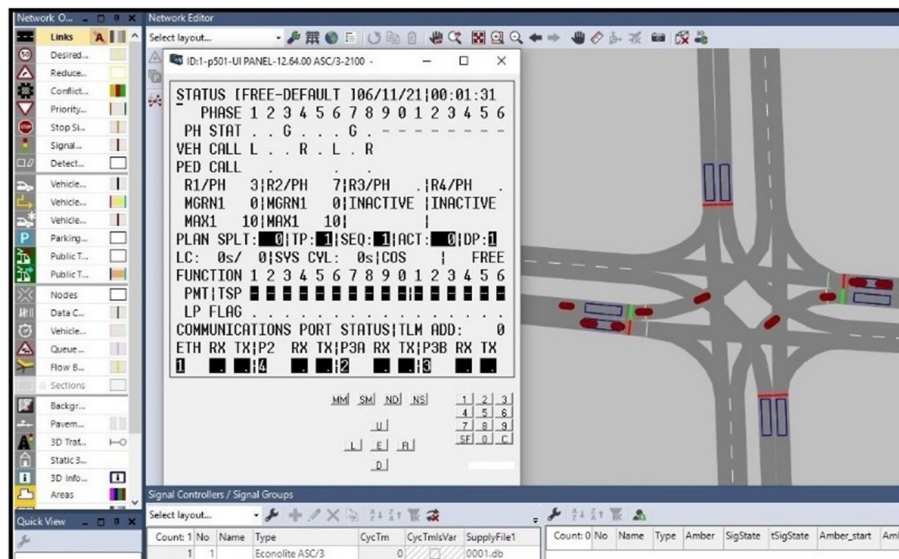 Network O...
Network Editor
Links
Desired...
Reduce...
Conflict...
Priority...
Stop Si...
Signal...
Detect...
Vehicle...
Vehicle...
Vehicle...
Parking...
Public T...
Public T...
Nodes
Data C...
Vehicle...
Queue...
Flow B...
Sections
Backgr...
Pavem...
3D Traf...
Static 3...
3D Info...
Areas
Quick View
Select layout...
ID:1-p501-UI PANEL-12.64.00 ASC/3-2100 -
STATUS [FREE-DEFAULT ]06/11/21|00:01:31
PHASE 1 2 3 4 5 6 7 8 9 0 1 2 3 4 5 6
PH STAT . . G . . . G . - - - - - - - -
VEH CALL L . . R . L . R
PED CALL . . . .
R1/PH 3|R2/PH 7|R3/PH .|R4/PH .
MGRN1 0|MGRN1 0|INACTIVE |INACTIVE
MAX1 10|MAX1 10| |
PLAN SPLT: 0|TP: 1|SEQ: 1|ACT: 0|DP:1
LC: 0s/ 0|SYS CYL: 0s|COS | FREE
FUNCTION 1 2 3 4 5 6 7 8 9 0 1 2 3 4 5 6
PMT|TSP - - - - - - - - - -|- - - - - -
LP FLAG . . . . . . . . . . . . . . . .
COMMUNICATIONS PORT STATUS|TLM ADD: 0
ETH RX TX|P2 RX TX|P3A RX TX|P3B RX TX
1 . .|4 . .|2 . .|3 . .
MM SM ND NS 1 2 3
4 5 6
U 7 8 9
L E R SF 0 C
D
Signal Controllers / Signal Groups
Select layout...
Count: 1 No Name Type CycTm CycTmIsVar SupplyFile1
1 1 Econolite ASC/3 0 0001.db
Count: 0 No Name Type Amber SigState tSigState Amber_start Am